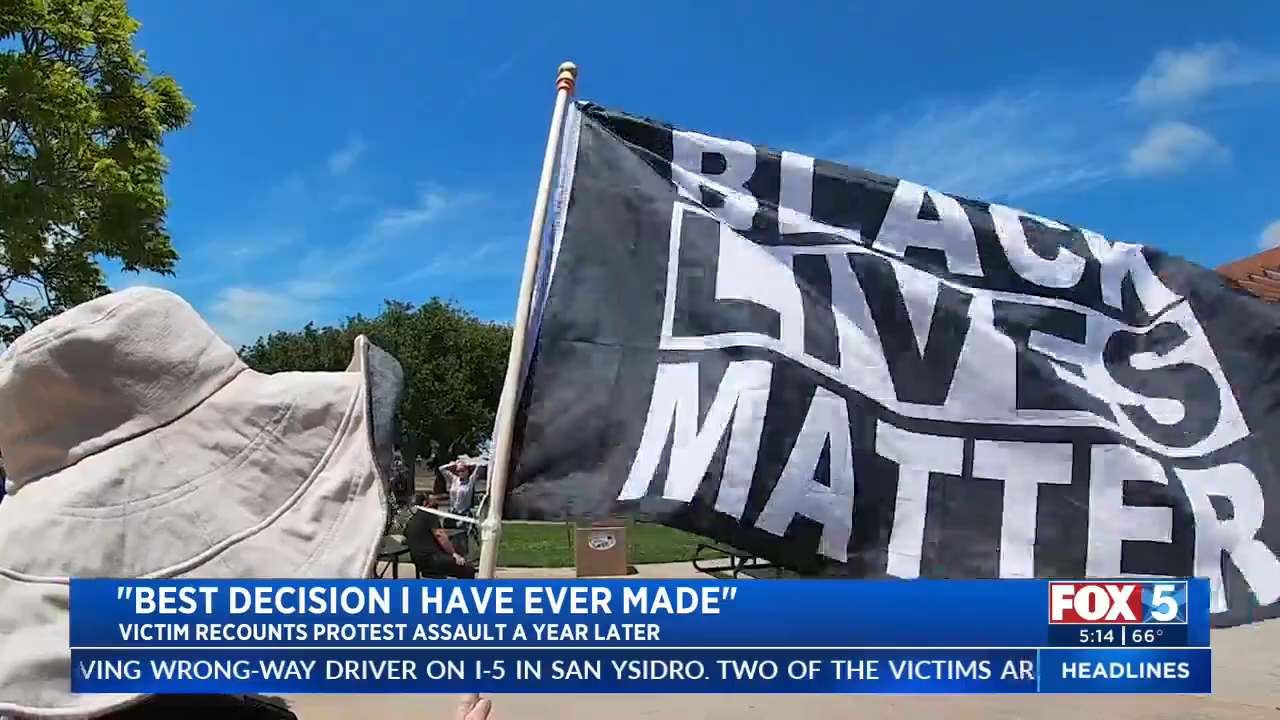 BLACK
LIVES
MATTER
"BEST DECISION I HAVE EVER MADE"
VICTIM RECOUNTS PROTEST ASSAULT A YEAR LATER
FOX 5
5:14 | 66°
VING WRONG-WAY DRIVER ON I-5 IN SAN YSIDRO. TWO OF THE VICTIMS AR
HEADLINES